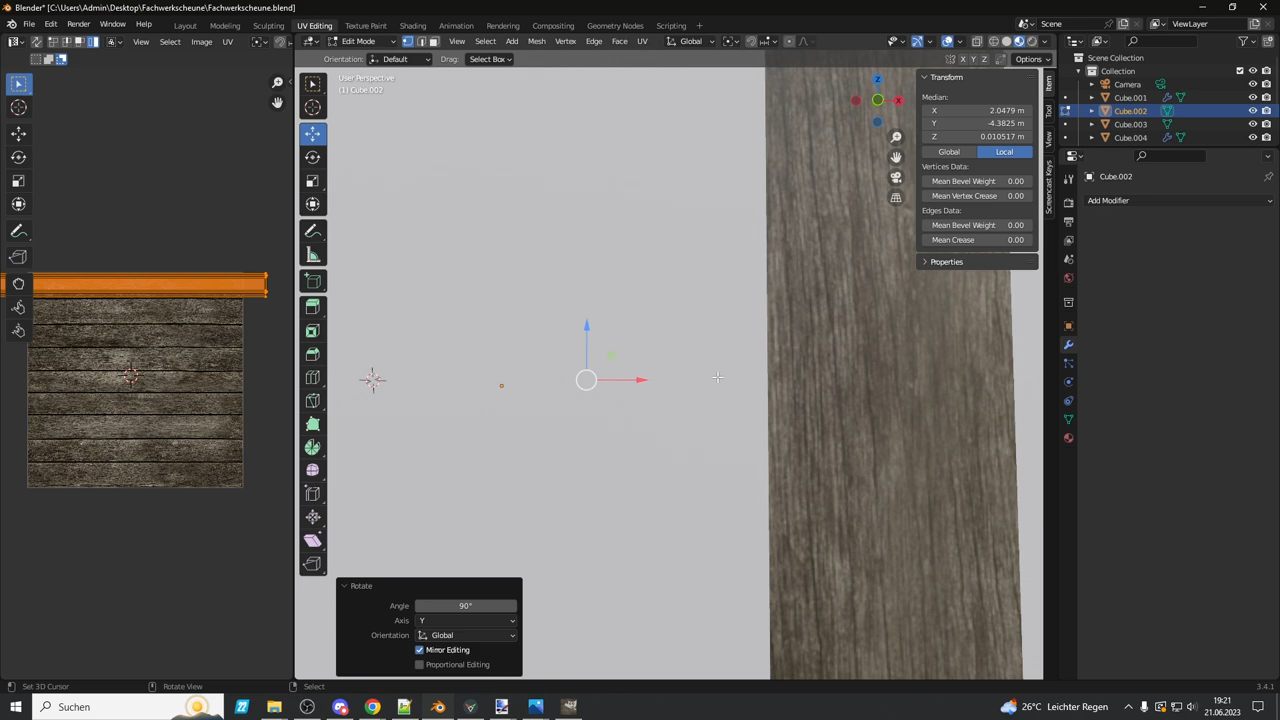 Blender* [C:\Users\Admin\Desktop\Fachwerkscheune\Fachwerkscheune.blend]
File Edit Render Window Help Layout Modeling Sculpting UV Editing Texture Paint Shading Animation Rendering Compositing Geometry Nodes Scripting Scene ViewLayer
View Select Image UV Edit Mode View Select Add Mesh Vertex Edge Face UV Global
Orientation: Default Drag: Select Box X Y Z Options
User Perspective
(1) Cube.002
Transform
Median:
X 2.0479 m
Y -4.3825 m
Z 0.010517 m
Global Local
Vertices Data:
Mean Bevel Weight 0.00
Mean Vertex Crease 0.00
Edges Data:
Mean Bevel Weight 0.00
Mean Crease 0.00
Properties
Item
Tool
View
Screencast Keys
Z
X
Scene Collection
Collection
Camera
Cube.001
Cube.002
Cube.003
Cube.004
Cube.002
Add Modifier
Rotate
Angle 90°
Axis Y
Orientation Global
Mirror Editing
Proportional Editing
Set 3D Cursor Rotate View Select 3.4.1
Suchen 26°C Leichter Regen 19:21
21.06.2023